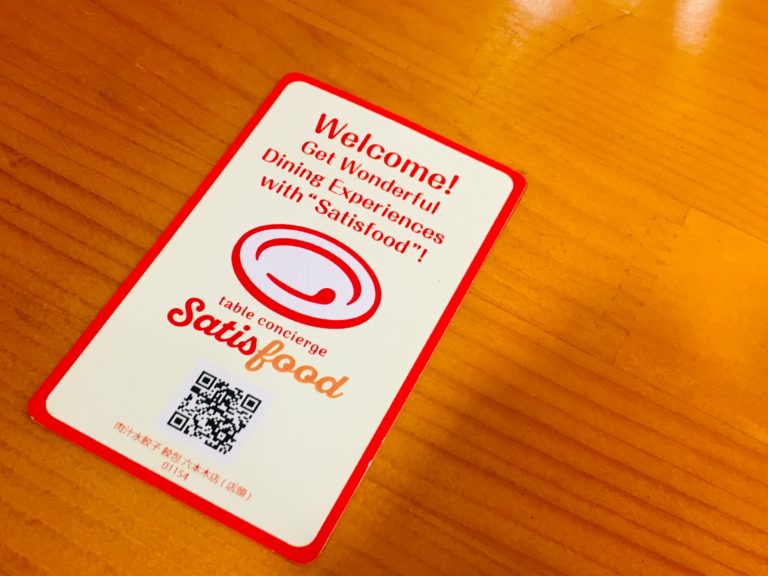 Welcome!
Get Wonderful
Dining Experiences
with “Satisfood”!
table concierge
Satisfood
肉汁水餃子 餃包 六本木店 (店頭)
01154